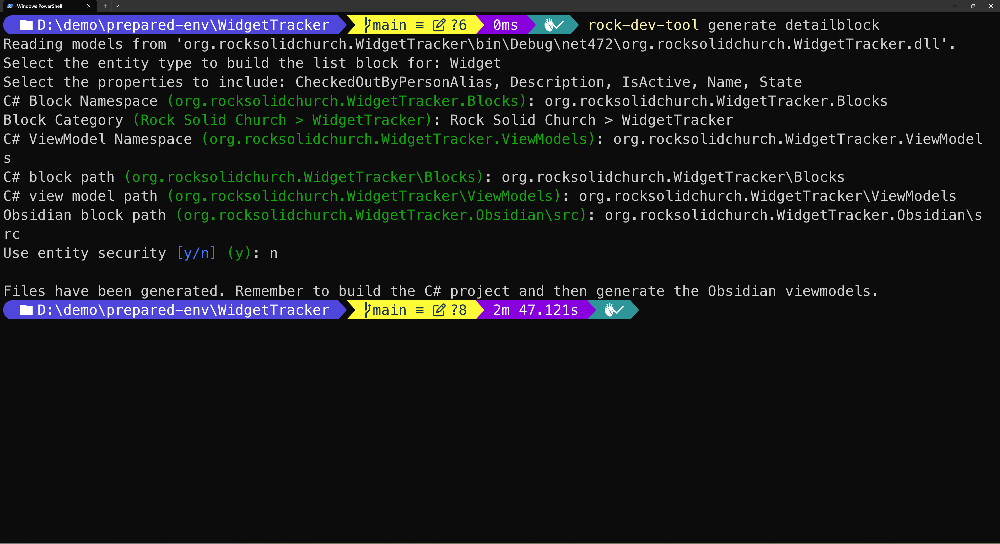 Windows PowerShell
D:\demo\prepared-env\WidgetTracker main ≡ ?6 0ms rock-dev-tool generate detailblock
Reading models from 'org.rocksolidchurch.WidgetTracker\bin\Debug\net472\org.rocksolidchurch.WidgetTracker.dll'.
Select the entity type to build the list block for: Widget
Select the properties to include: CheckedOutByPersonAlias, Description, IsActive, Name, State
C# Block Namespace (org.rocksolidchurch.WidgetTracker.Blocks): org.rocksolidchurch.WidgetTracker.Blocks
Block Category (Rock Solid Church > WidgetTracker): Rock Solid Church > WidgetTracker
C# ViewModel Namespace (org.rocksolidchurch.WidgetTracker.ViewModels): org.rocksolidchurch.WidgetTracker.ViewModel
s
C# block path (org.rocksolidchurch.WidgetTracker\Blocks): org.rocksolidchurch.WidgetTracker\Blocks
C# view model path (org.rocksolidchurch.WidgetTracker\ViewModels): org.rocksolidchurch.WidgetTracker\ViewModels
Obsidian block path (org.rocksolidchurch.WidgetTracker.Obsidian\src): org.rocksolidchurch.WidgetTracker.Obsidian\s
rc
Use entity security [y/n] (y): n
Files have been generated. Remember to build the C# project and then generate the Obsidian viewmodels.
D:\demo\prepared-env\WidgetTracker main ≡ ?8 2m 47.121s